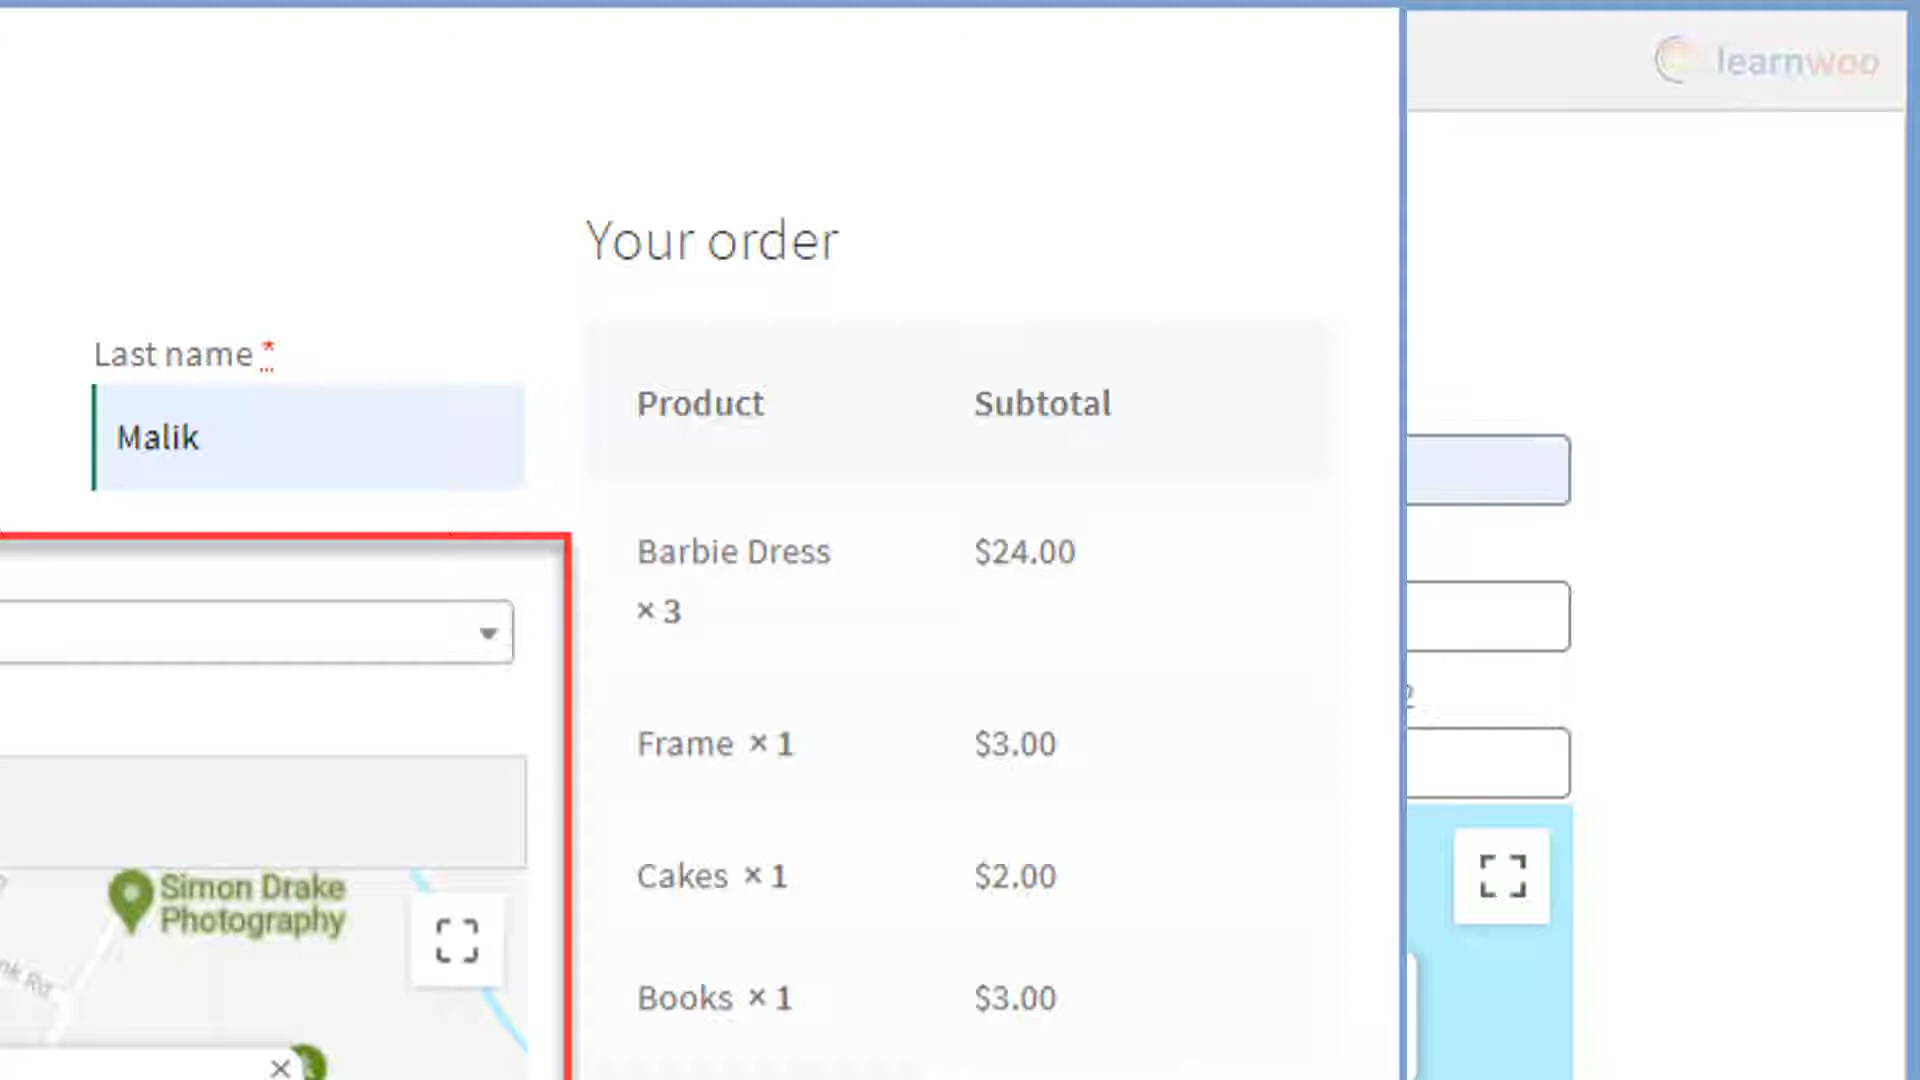 learnwoo
Your order
Last name *
Malik
Product Subtotal
Barbie Dress $24.00
× 3
Frame × 1 $3.00
Cakes × 1 $2.00
Books × 1 $3.00
Simon Drake
Photography
Rd